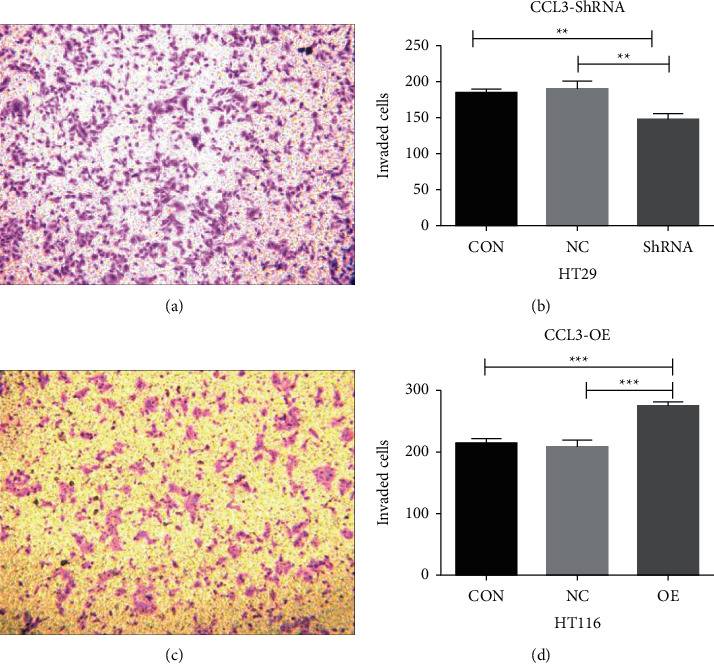 (a)
CCL3-ShRNA
**
**
250
200
150
100
50
0
Invaded cells
CON NC ShRNA
HT29
(b)
(c)
CCL3-OE
***
***
300
200
100
0
Invaded cells
CON NC OE
HT116
(d)